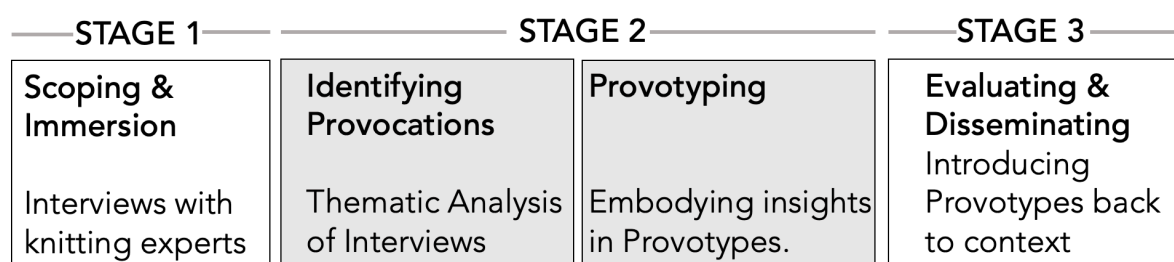 STAGE 1
STAGE 2
STAGE 3
Scoping &
Immersion
Interviews with
knitting experts
Identifying
Provocations
Thematic Analysis
of Interviews
Provotyping
Embodying insights
in Provotypes.
Evaluating &
Disseminating
Introducing
Provotypes back
to context